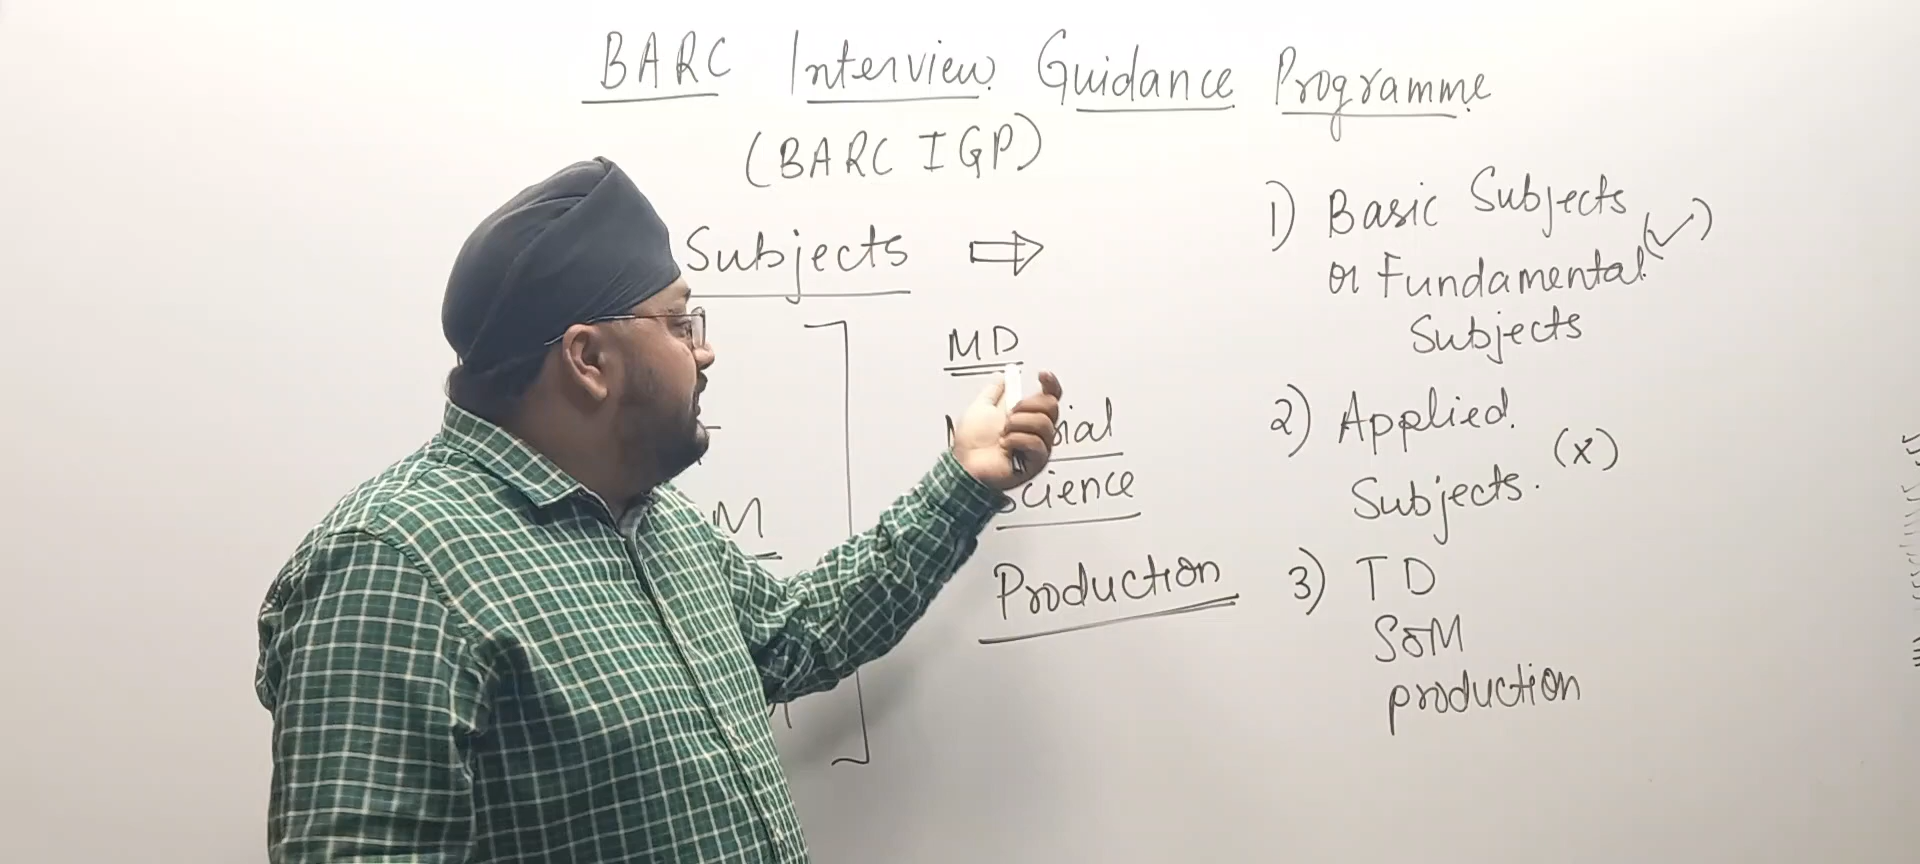 BARC Interview Guidance Programme
(BARC IGP)
Subjects ⇒
MD
Science
Production
1) Basic Subjects
or Fundamental (✓)
Subjects
2) Applied.
Subjects. (x)
3) TD
SOM
production